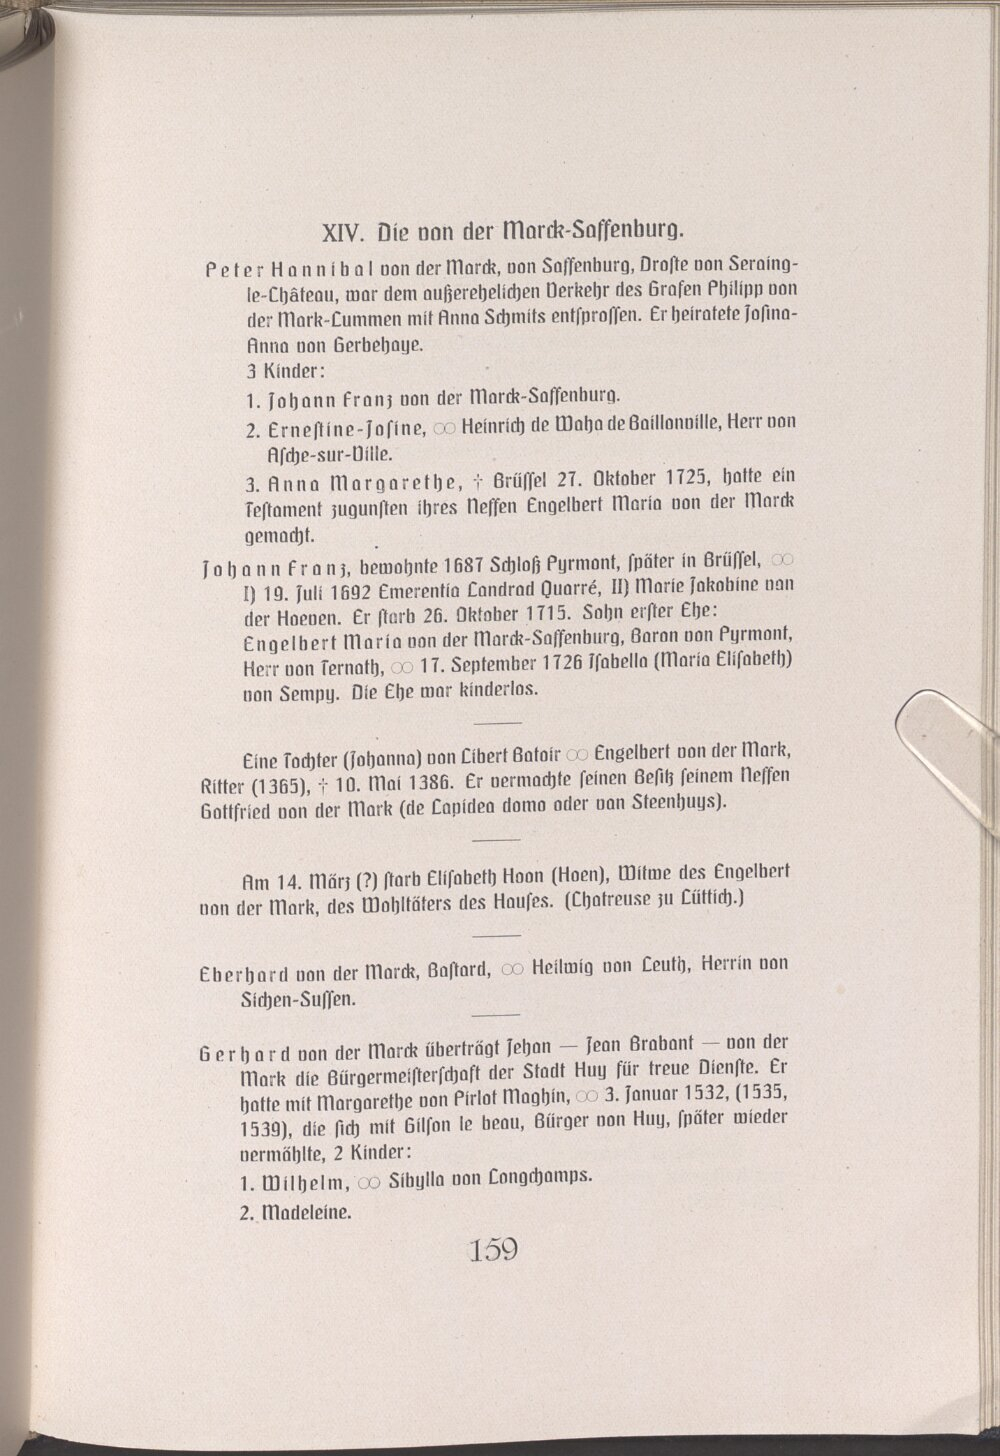 XIV. Die von der Marck-Saffenburg.
Peter Hannibal von der Marck, von Saffenburg, Droste von Seraing-
le-Château, war dem außerehelichen Verkehr des Grafen Philipp von
der Mark-Lummen mit Anna Schmits entsprossen. Er heiratete Josina-
Anna von Gerbehaye.
3 Kinder:
1. Johann Franz von der Marck-Saffenburg.
2. Ernestine-Josine, ∞ Heinrich de Waha de Baillonville, Herr von
Asche-sur-Dille.
3. Anna Margarethe, † Brüssel 27. Oktober 1725, hatte ein
Testament zugunsten ihres Neffen Engelbert Maria von der Marck
gemacht.
Johann Franz, bewohnte 1687 Schloß Pyrmont, später in Brüssel, ∞
I) 19. Juli 1692 Emerentia Landrad Quarré, II) Marie Jakobine van
der Hoeven. Er starb 26. Oktober 1715. Sohn erster Ehe:
Engelbert Maria von der Marck-Saffenburg, Baron von Pyrmont,
Herr von Ternath, ∞ 17. September 1726 Isabella (Maria Elisabeth)
von Sempy. Die Ehe war kinderlos.
Eine Tochter (Johanna) von Libert Batoir ∞ Engelbert von der Mark,
Ritter (1365), † 10. Mai 1386. Er vermachte seinen Besitz seinem Neffen
Gottfried von der Mark (de Lapidea domo oder van Steenhuys).
Am 14. März (?) starb Elisabeth Hoon (Hoen), Witwe des Engelbert
von der Mark, des Wohltäters des Hauses. (Chatreuse zu Lüttich.)
Eberhard von der Marck, Bastard, ∞ Heilwig von Leuth, Herrin von
Sichen-Sussen.
Gerhard von der Marck überträgt Jehan — Jean Brabant — von der
Mark die Bürgermeisterschaft der Stadt Huy für treue Dienste. Er
hatte mit Margarethe von Pirlot Maghin, ∞ 3. Januar 1532, (1535,
1539), die sich mit Gilson le beau, Bürger von Huy, später wieder
vermählte, 2 Kinder:
1. Wilhelm, ∞ Sibylla von Longchamps.
2. Madeleine.
159